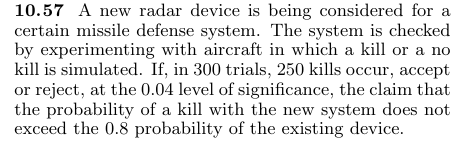 10.57 A new radar device is being considered for a
certain missile defense system. The system is checked
by experimenting with aircraft in which a kill or a no
kill is simulated. If, in 300 trials, 250 kills occur, accept
or reject, at the 0.04 level of significance, the claim that
the probability of a kill with the new system does not
exceed the 0.8 probability of the existing device.